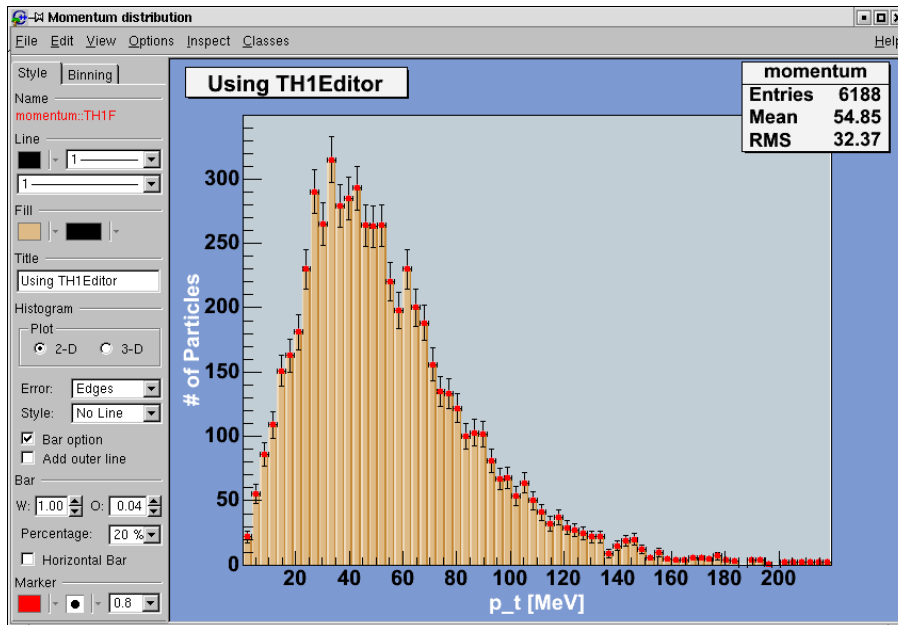 Momentum distribution
File Edit View Options Inspect Classes Help
Style Binning
Name
momentum::TH1F
Line
1
1
Fill
Title
Using TH1Editor
Histogram
Plot
2-D 3-D
Error: Edges
Style: No Line
Bar option
Add outer line
Bar
W: 1.00 O: 0.04
Percentage: 20 %
Horizontal Bar
Marker
0.8
Using TH1Editor
momentum
Entries 6188
Mean 54.85
RMS 32.37
# of Particles
300
250
200
150
100
50
0
20 40 60 80 100 120 140 160 180 200
p_t [MeV]